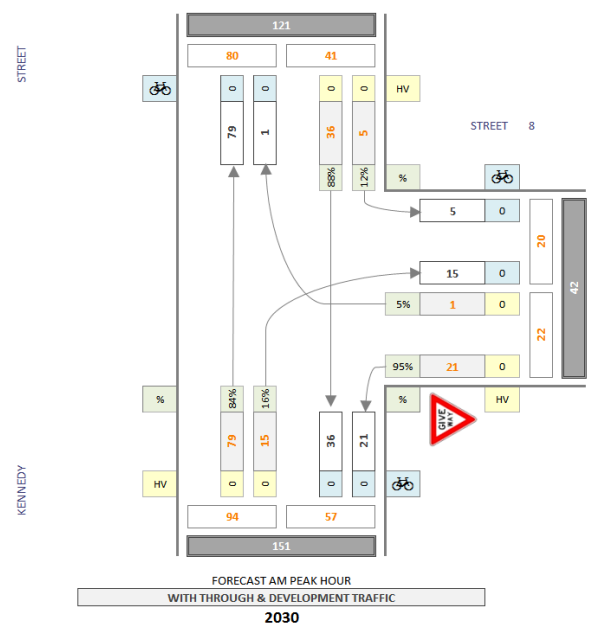 121
80 41
STREET
0 0 0 0 HV
79 1 36 5
STREET 8
88% 12% %
5 0
20
15 0
42
5% 1 0
22
95% 21 0
% 84% 16% % HV
GIVE
WAY
79 15 36 21
KENNEDY
HV 0 0 0 0
94 57
151
FORECAST AM PEAK HOUR
WITH THROUGH & DEVELOPMENT TRAFFIC
2030